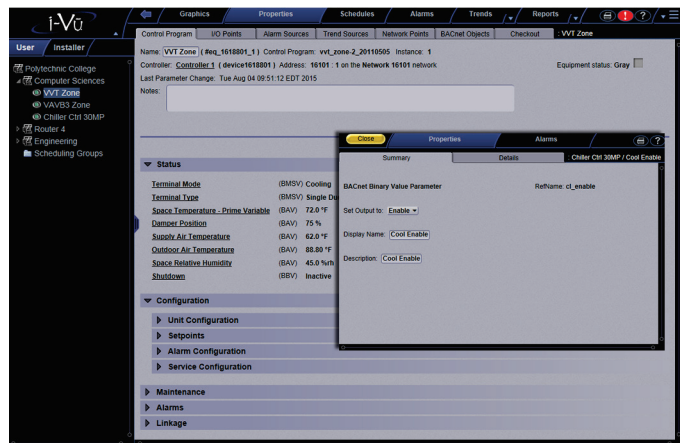 i-Vu
Graphics Properties Schedules Alarms Trends Reports ! ?
User Installer
Control Program I/O Points Alarm Sources Trend Sources Network Points BACnet Objects Checkout : VVT Zone
Name: VVT Zone ( #eq_1618801_1 ) Control Program: vvt_zone-2_20110505 Instance: 1
Controller: Controller 1 ( device1618801 ) Address: 16101 : 1 on the Network 16101 network
Equipment status: Gray
Last Parameter Change: Tue Aug 04 09:51:12 EDT 2015
Notes:
Polytechnic College
Computer Sciences
VVT Zone
VAVB3 Zone
Chiller Ctrl 30MP
Router 4
Engineering
Scheduling Groups
Status
Terminal Mode (BMSV) Cooling
Terminal Type (BMSV) Single Du
Space Temperature - Prime Variable (BAV) 72.0 °F
Damper Position (BAV) 75 %
Supply Air Temperature (BAV) 62.0 °F
Outdoor Air Temperature (BAV) 88.80 °F
Space Relative Humidity (BAV) 45.0 %rh
Shutdown (BBV) Inactive
Configuration
Unit Configuration
Setpoints
Alarm Configuration
Service Configuration
Maintenance
Alarms
Linkage
Close Properties Alarms ?
Summary Details : Chiller Ctrl 30MP / Cool Enable
BACnet Binary Value Parameter RefName: cl_enable
Set Output to: Enable
Display Name: Cool Enable
Description: Cool Enable